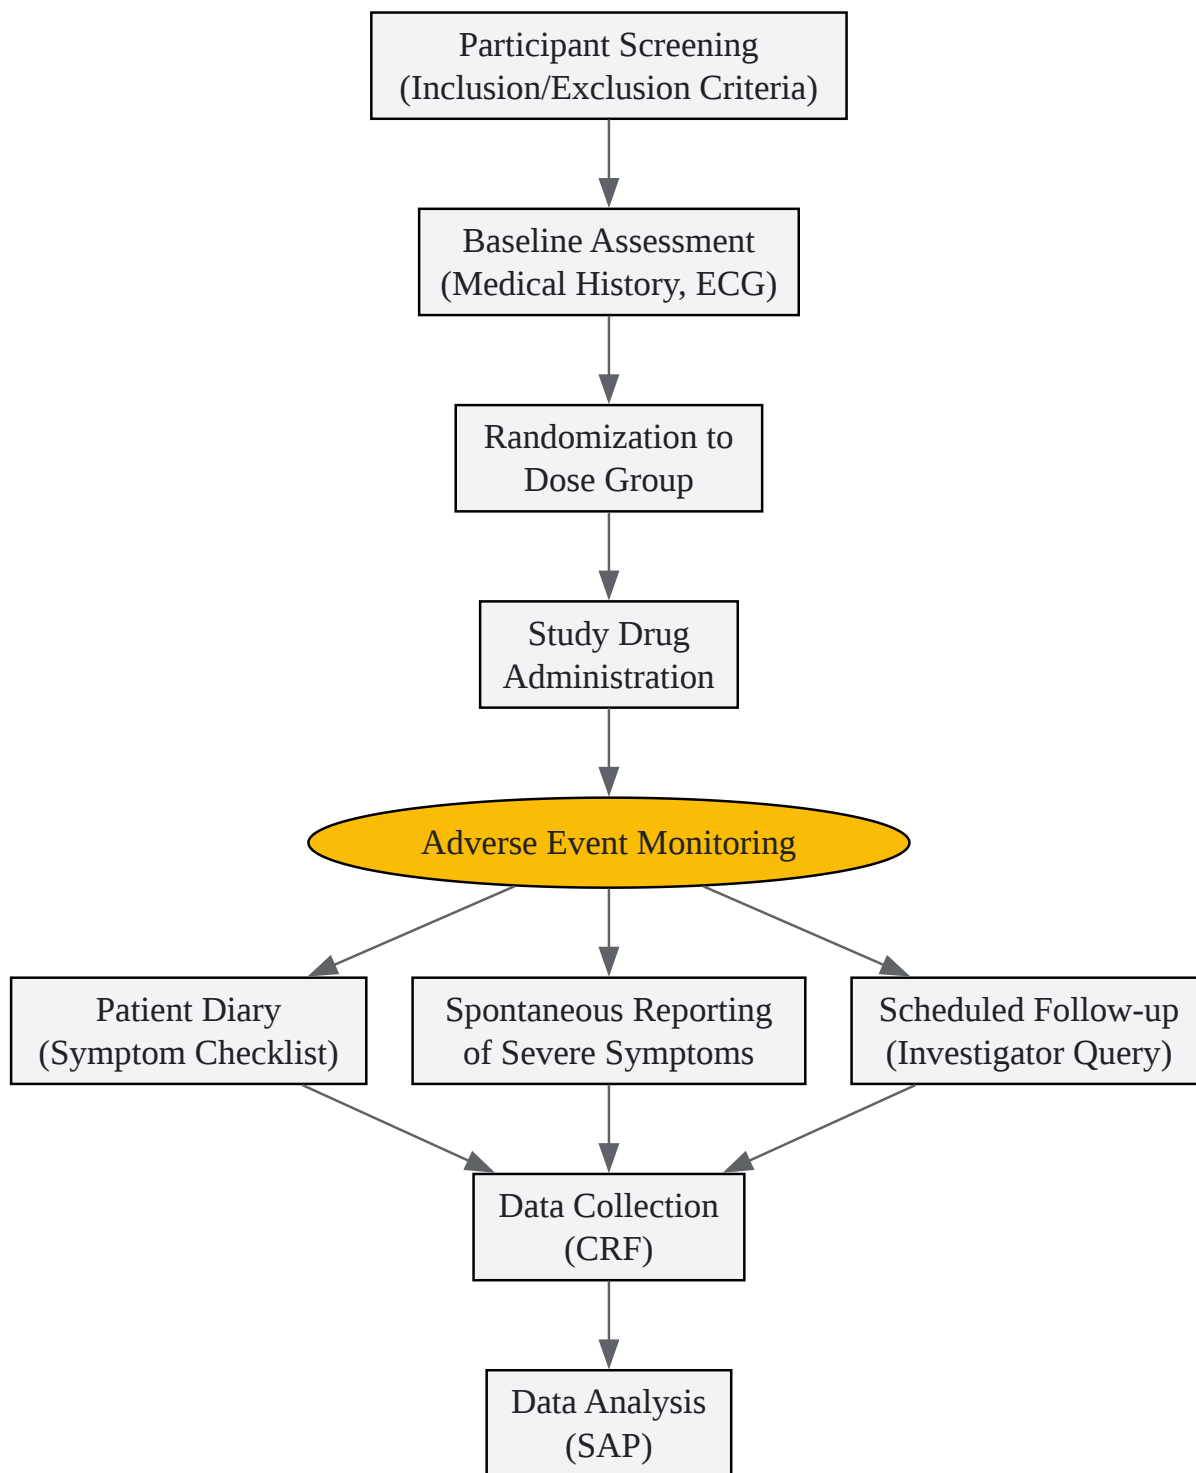 Participant Screening
(Inclusion/Exclusion Criteria)
Baseline Assessment
(Medical History, ECG)
Randomization to
Dose Group
Study Drug
Administration
Adverse Event Monitoring
Patient Diary
(Symptom Checklist)
Spontaneous Reporting
of Severe Symptoms
Scheduled Follow-up
(Investigator Query)
Data Collection
(CRF)
Data Analysis
(SAP)